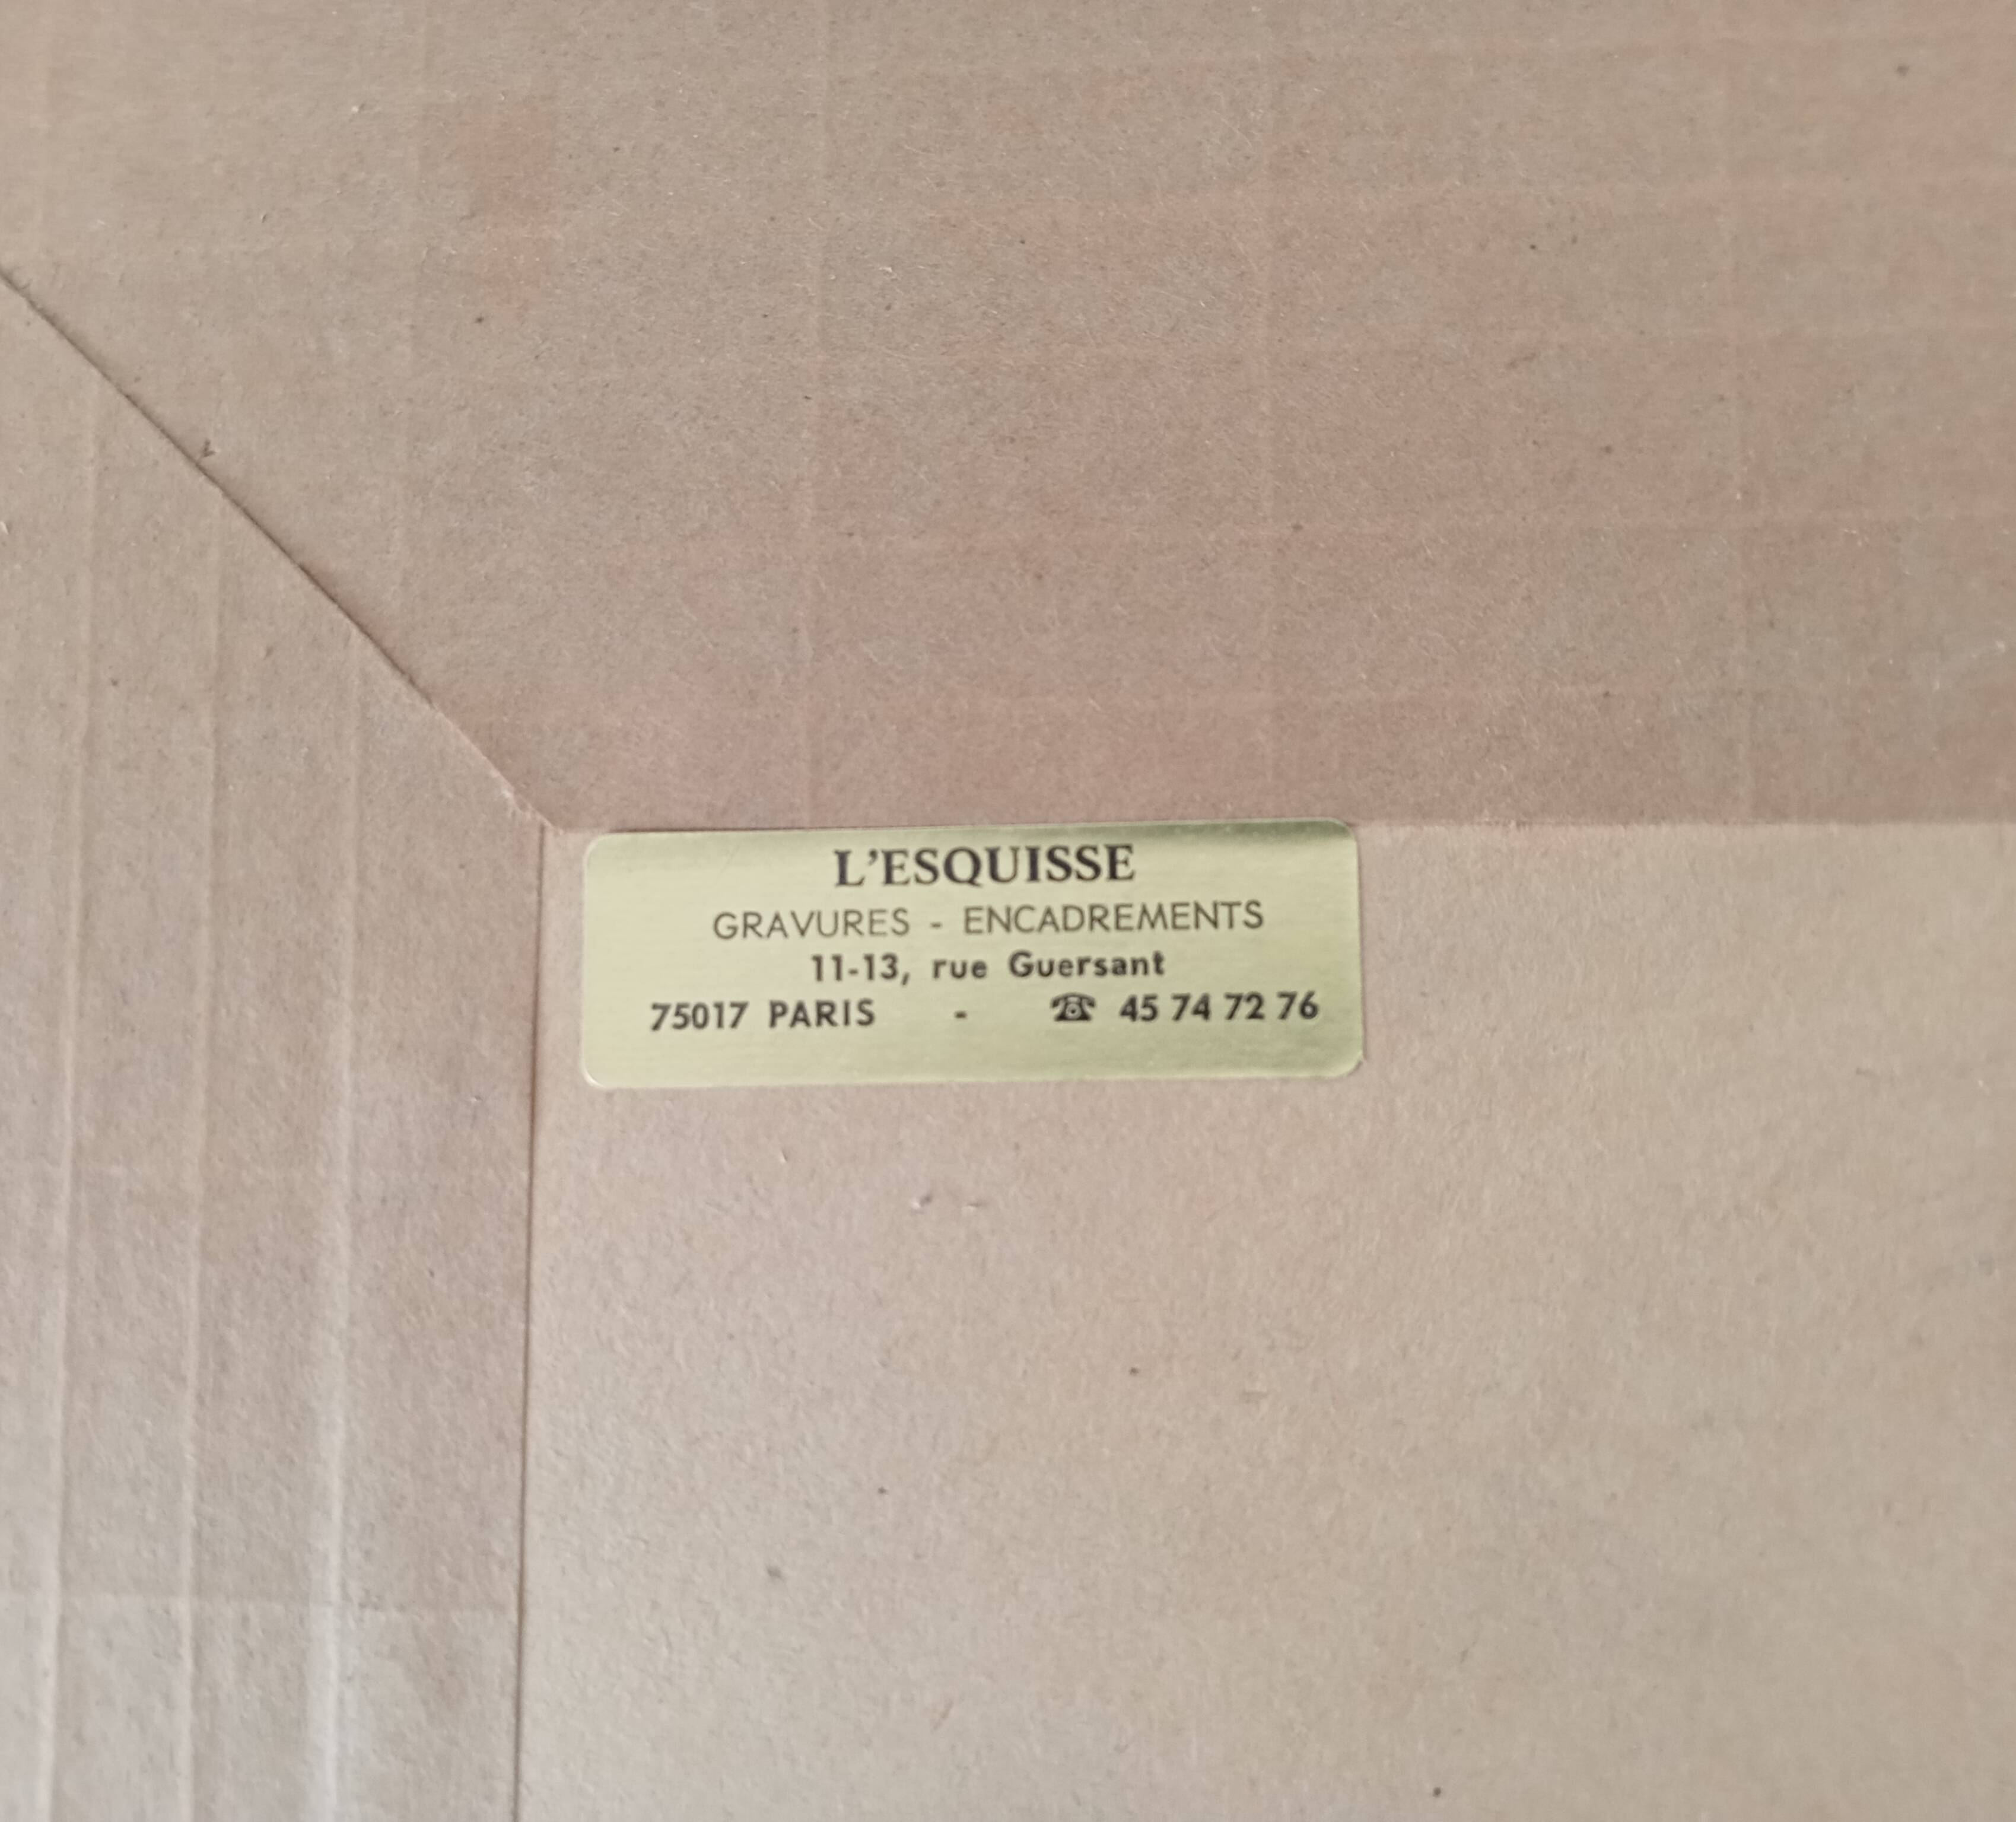 L'ESQUISSE
GRAVURES - ENCADREMENTS
11-13, rue Guersant
75017 PARIS - ☎ 45 74 72 76